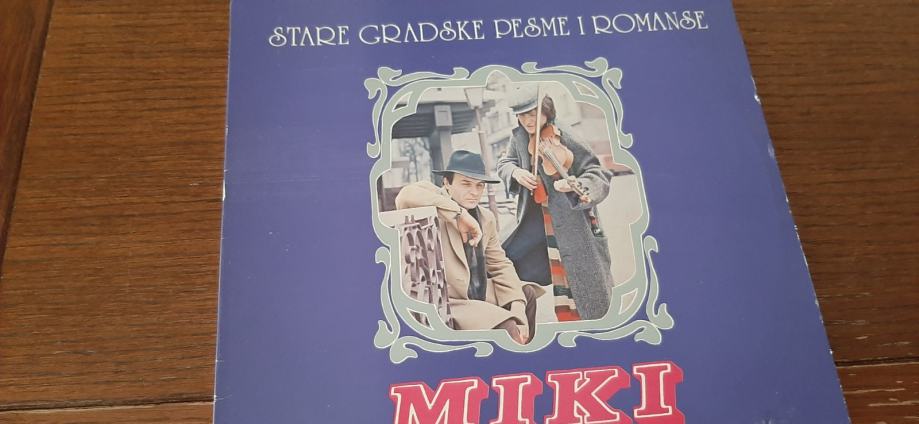 STARE GRADSKE PESME I ROMANSE
MIKI